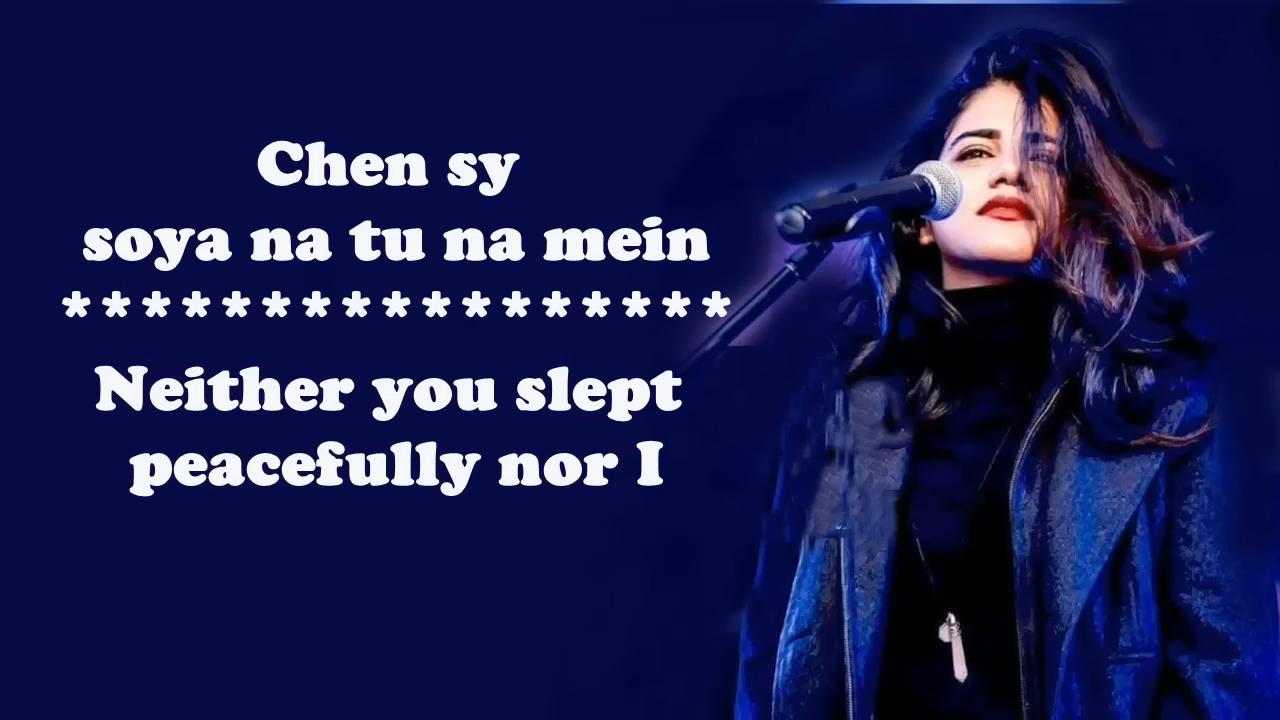 Chen sy
soya na tu na mein
*****************
Neither you slept
peacefully nor I